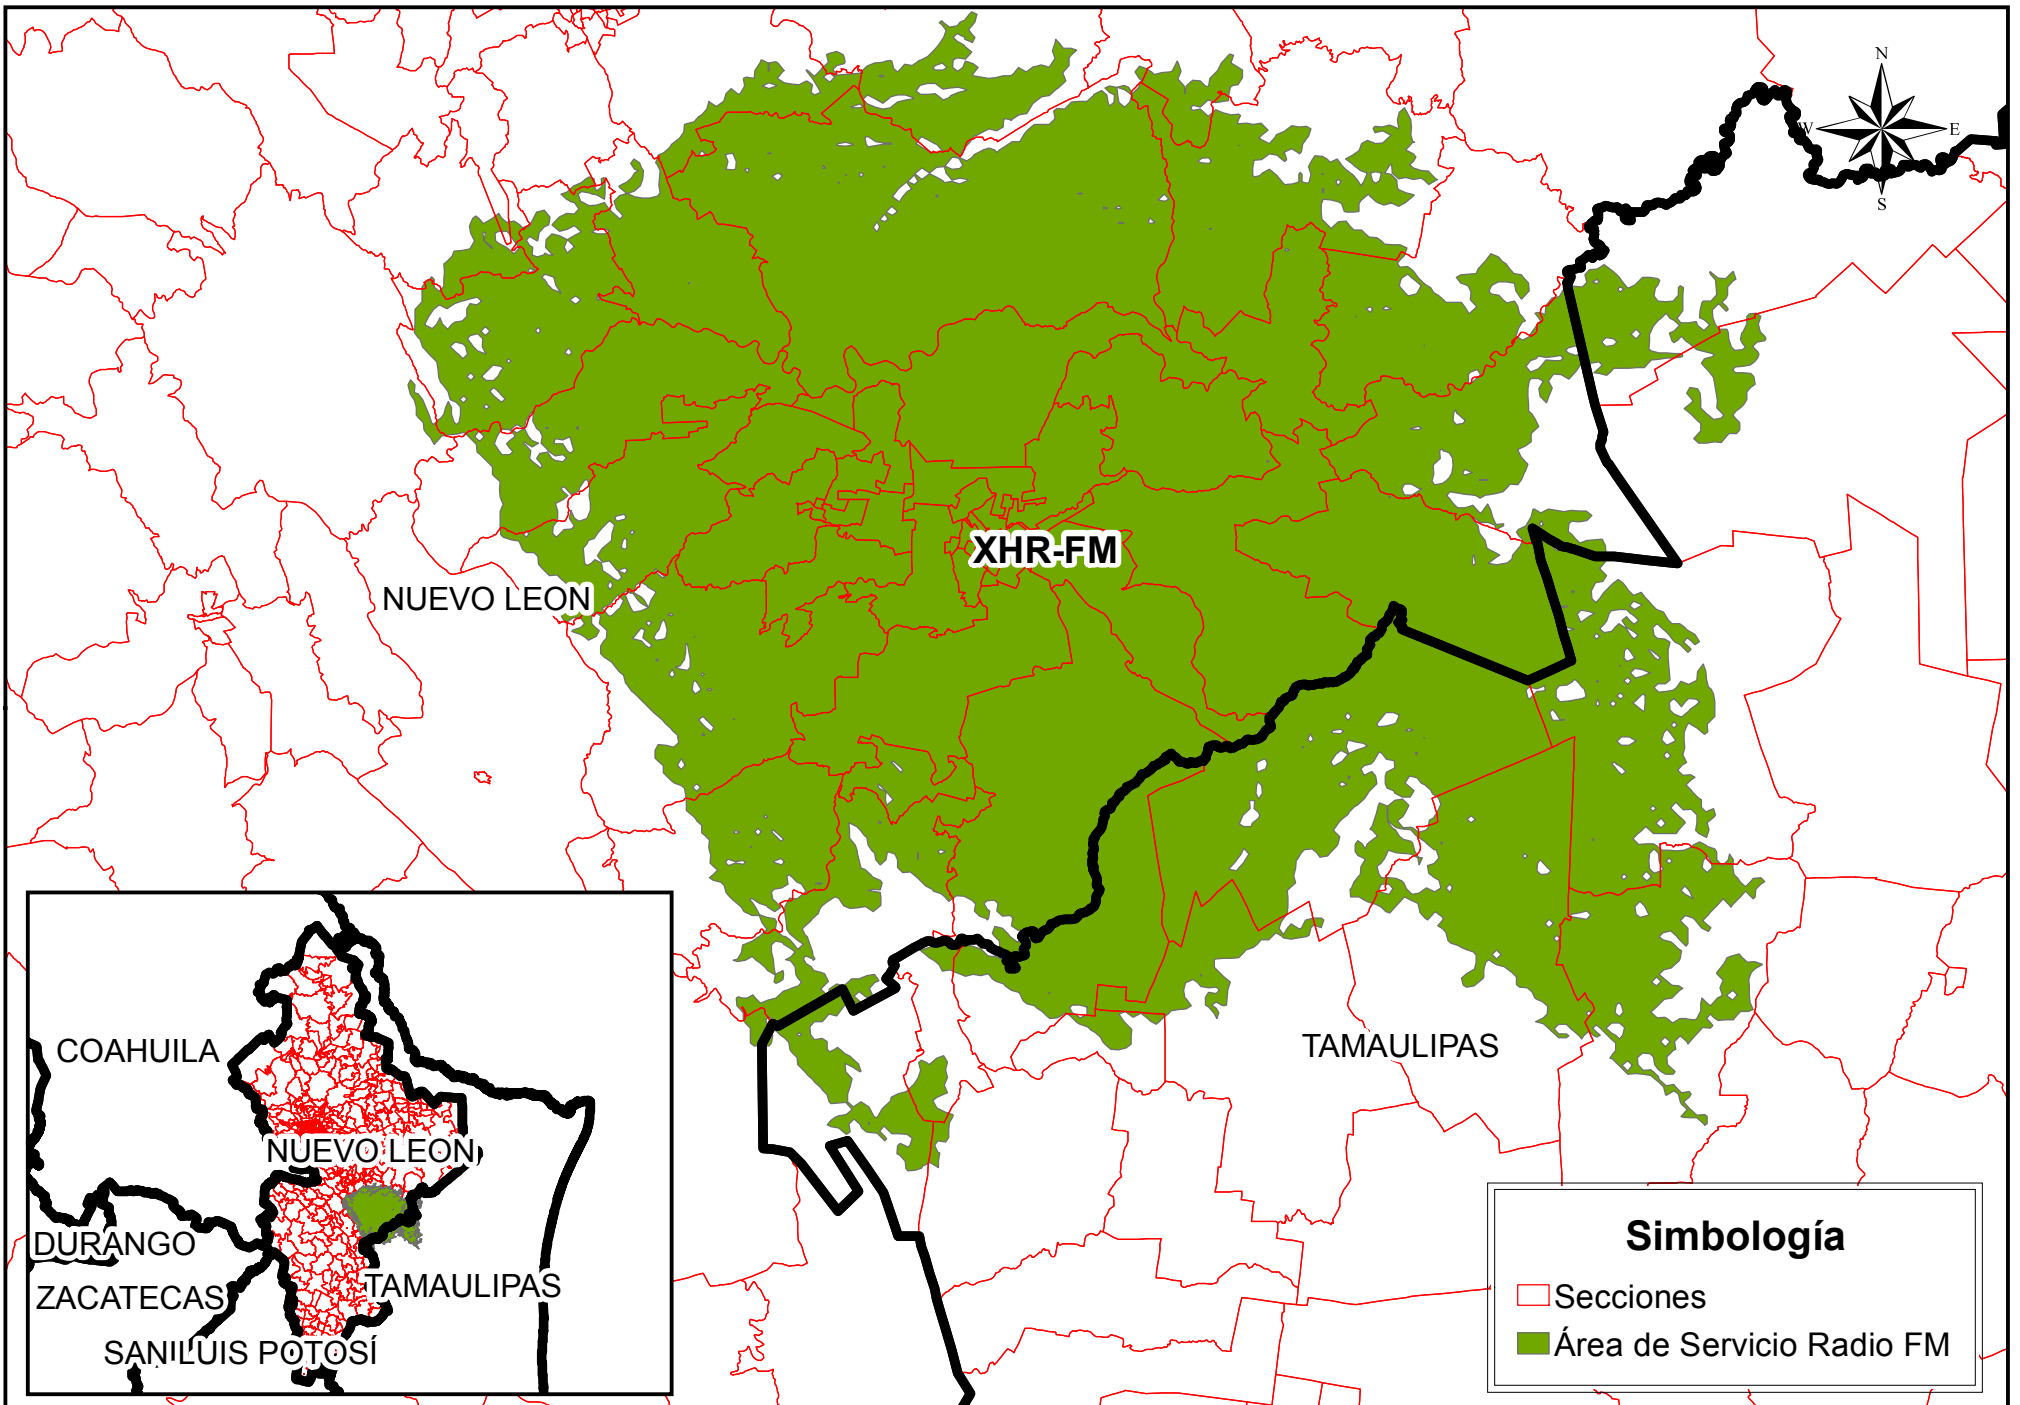 N
W
E
S
XHR-FM
NUEVO LEON
TAMAULIPAS
COAHUILA
NUEVO LEON
DURANGO
ZACATECAS
TAMAULIPAS
SAN LUIS POTOSÍ
Simbología
Secciones
Área de Servicio Radio FM